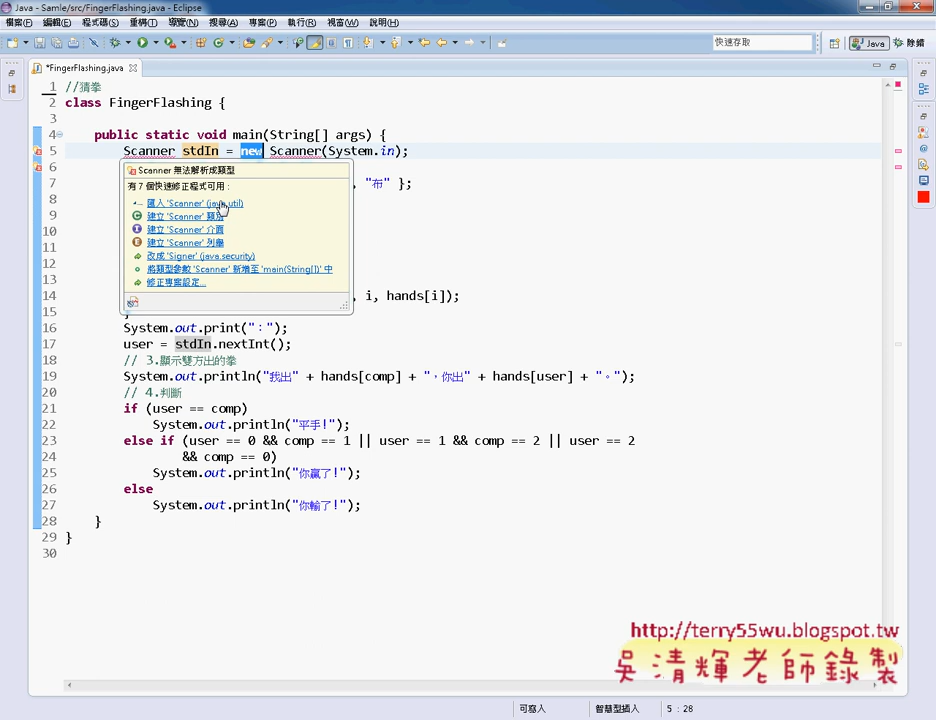 Java - Samle/src/FingerFlashing.java - Eclipse
檔案(F) 編輯(E) 程式碼(S) 重構(T) 導覽(N) 搜尋(A) 專案(P) 執行(R) 視窗(W) 說明(H)
快速存取
Java
除錯
*FingerFlashing.java
1 //猜拳
2 class FingerFlashing {
3
4 public static void main(String[] args) {
5 Scanner stdIn = new Scanner(System.in);
6
7 , "布" };
8
9
10
11
12
13
14 , i, hands[i]);
15 }
16 System.out.print("：");
17 user = stdIn.nextInt();
18 // 3.顯示雙方出的拳
19 System.out.println("我出" + hands[comp] + "，你出" + hands[user] + "。");
20 // 4.判斷
21 if (user == comp)
22 System.out.println("平手!");
23 else if (user == 0 && comp == 1 || user == 1 && comp == 2 || user == 2
24 && comp == 0)
25 System.out.println("你贏了!");
26 else
27 System.out.println("你輸了!");
28 }
29 }
30
Scanner 無法解析成類型
有 7 個快速修正程式可用：
匯入 'Scanner' (java.util)
建立 'Scanner' 類別
建立 'Scanner' 介面
建立 'Scanner' 列舉
改成 'Signer' (java.security)
將類型參數 'Scanner' 新增至 'main(String[])' 中
修正專案設定...
http://terry55wu.blogspot.tw
吳清輝老師錄製
可寫入
智慧型插入
5 : 28